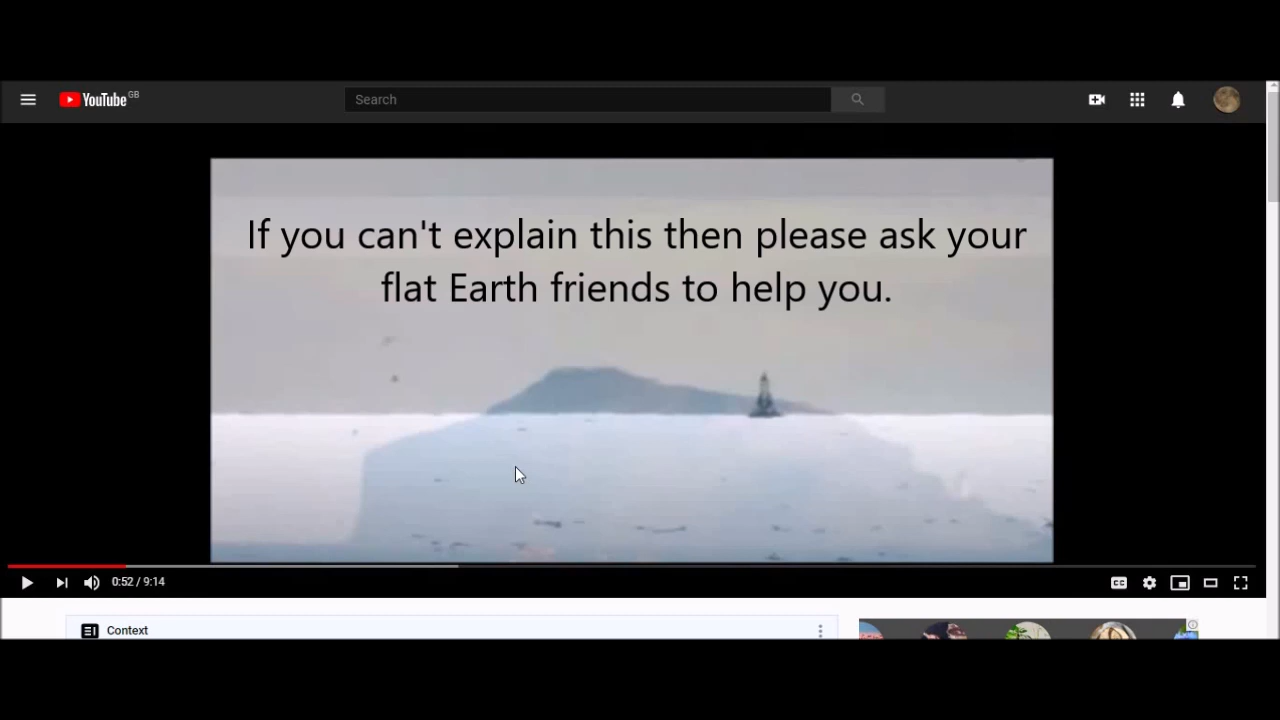 YouTube GB
Search
If you can't explain this then please ask your
flat Earth friends to help you.
0:52 / 9:14
CC
Context